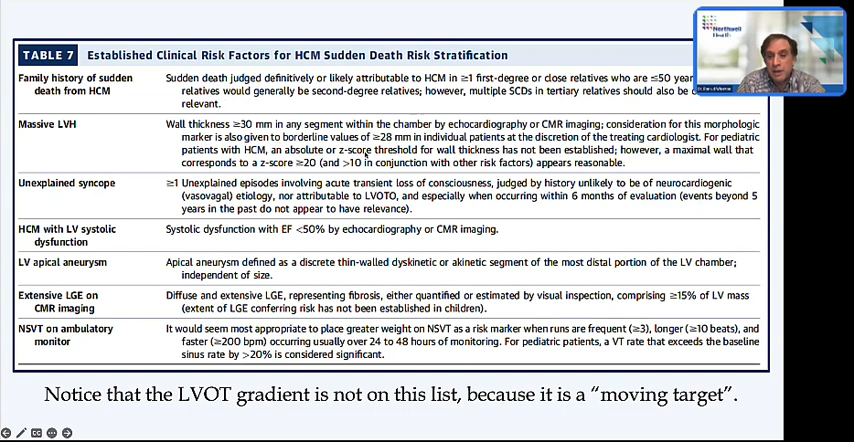 Northwell
Health
TABLE 7 Established Clinical Risk Factors for HCM Sudden Death Risk Stratification
Family history of sudden death from HCM
Sudden death judged definitively or likely attributable to HCM in ≥1 first-degree or close relatives who are ≤50 year
relatives would generally be second-degree relatives; however, multiple SCDs in tertiary relatives should also be
relevant.
Massive LVH
Wall thickness ≥30 mm in any segment within the chamber by echocardiography or CMR imaging; consideration for this morphologic
marker is also given to borderline values of ≥28 mm in individual patients at the discretion of the treating cardiologist. For pediatric
patients with HCM, an absolute or z-score threshold for wall thickness has not been established; however, a maximal wall that
corresponds to a z-score ≥20 (and >10 in conjunction with other risk factors) appears reasonable.
Unexplained syncope
≥1 Unexplained episodes involving acute transient loss of consciousness, judged by history unlikely to be of neurocardiogenic
(vasovagal) etiology, nor attributable to LVOTO, and especially when occurring within 6 months of evaluation (events beyond 5
years in the past do not appear to have relevance).
HCM with LV systolic dysfunction
Systolic dysfunction with EF <50% by echocardiography or CMR imaging.
LV apical aneurysm
Apical aneurysm defined as a discrete thin-walled dyskinetic or akinetic segment of the most distal portion of the LV chamber;
independent of size.
Extensive LGE on CMR imaging
Diffuse and extensive LGE, representing fibrosis, either quantified or estimated by visual inspection, comprising ≥15% of LV mass
(extent of LGE conferring risk has not been established in children).
NSVT on ambulatory monitor
It would seem most appropriate to place greater weight on NSVT as a risk marker when runs are frequent (≥3), longer (≥10 beats), and
faster (≥200 bpm) occurring usually over 24 to 48 hours of monitoring. For pediatric patients, a VT rate that exceeds the baseline
sinus rate by >20% is considered significant.
Notice that the LVOT gradient is not on this list, because it is a “moving target”.